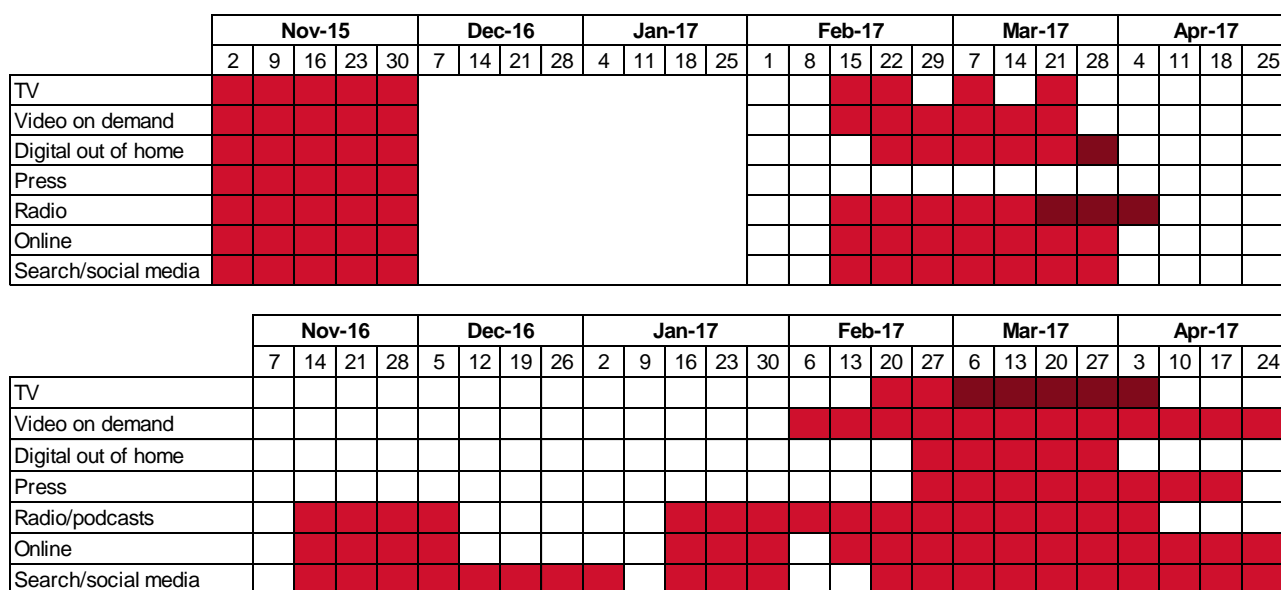 Nov-15 Dec-16 Jan-17 Feb-17 Mar-17 Apr-17
2 9 16 23 30 7 14 21 28 4 11 18 25 1 8 15 22 29 7 14 21 28 4 11 18 25
TV
Video on demand
Digital out of home
Press
Radio
Online
Search/social media
Nov-16 Dec-16 Jan-17 Feb-17 Mar-17 Apr-17
7 14 21 28 5 12 19 26 2 9 16 23 30 6 13 20 27 6 13 20 27 3 10 17 24
TV
Video on demand
Digital out of home
Press
Radio/podcasts
Online
Search/social media